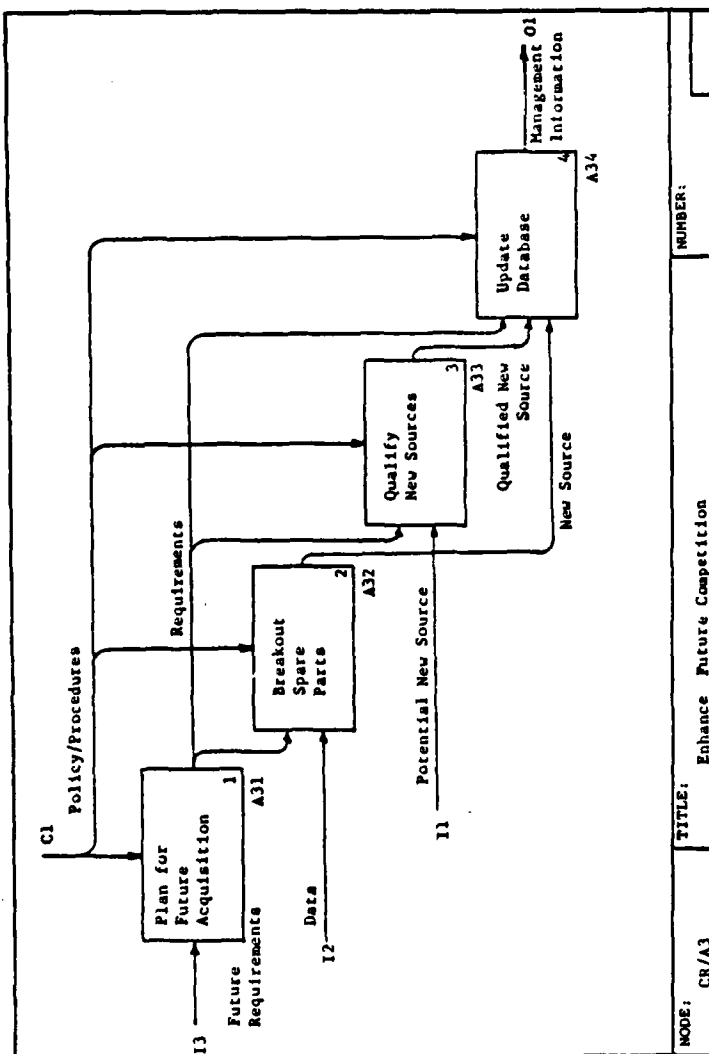 C1
Policy/Procedures
I3
Future
Requirements
Plan for
Future
Acquisition
1
A31
Requirements
I2
Data
Breakout
Spare
Parts
2
A32
I1
Potential New Source
Qualify
New Sources
3
A33
Qualified New
Source
New Source
Update
Database
4
A34
O1
Management
Information
NODE:
CR/A3
TITLE:
Enhance Future Competition
NUMBER: